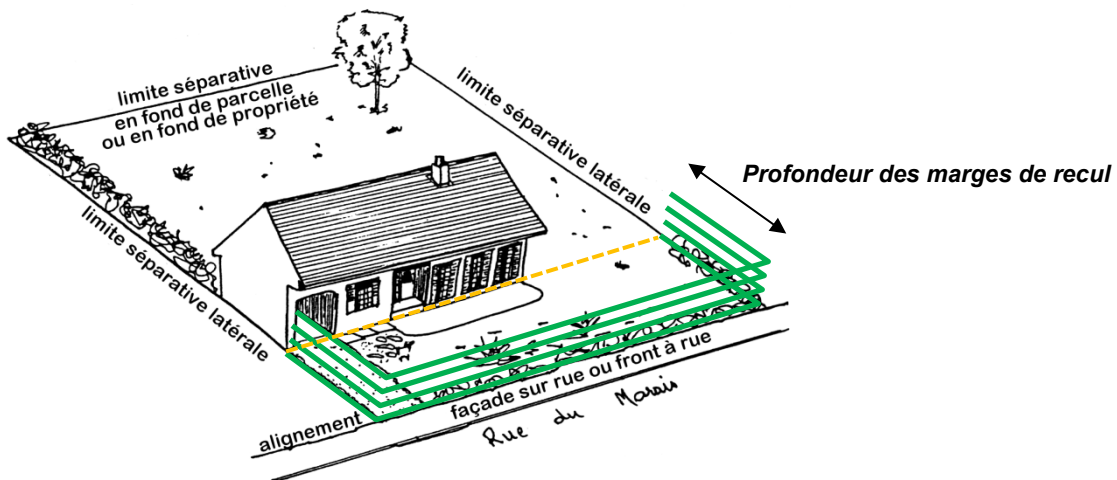 limite séparative
en fond de parcelle
ou en fond de propriété
limite séparative latérale
Profondeur des marges de recul
limite séparative latérale
façade sur rue ou front à rue
alignement
Rue du Marais